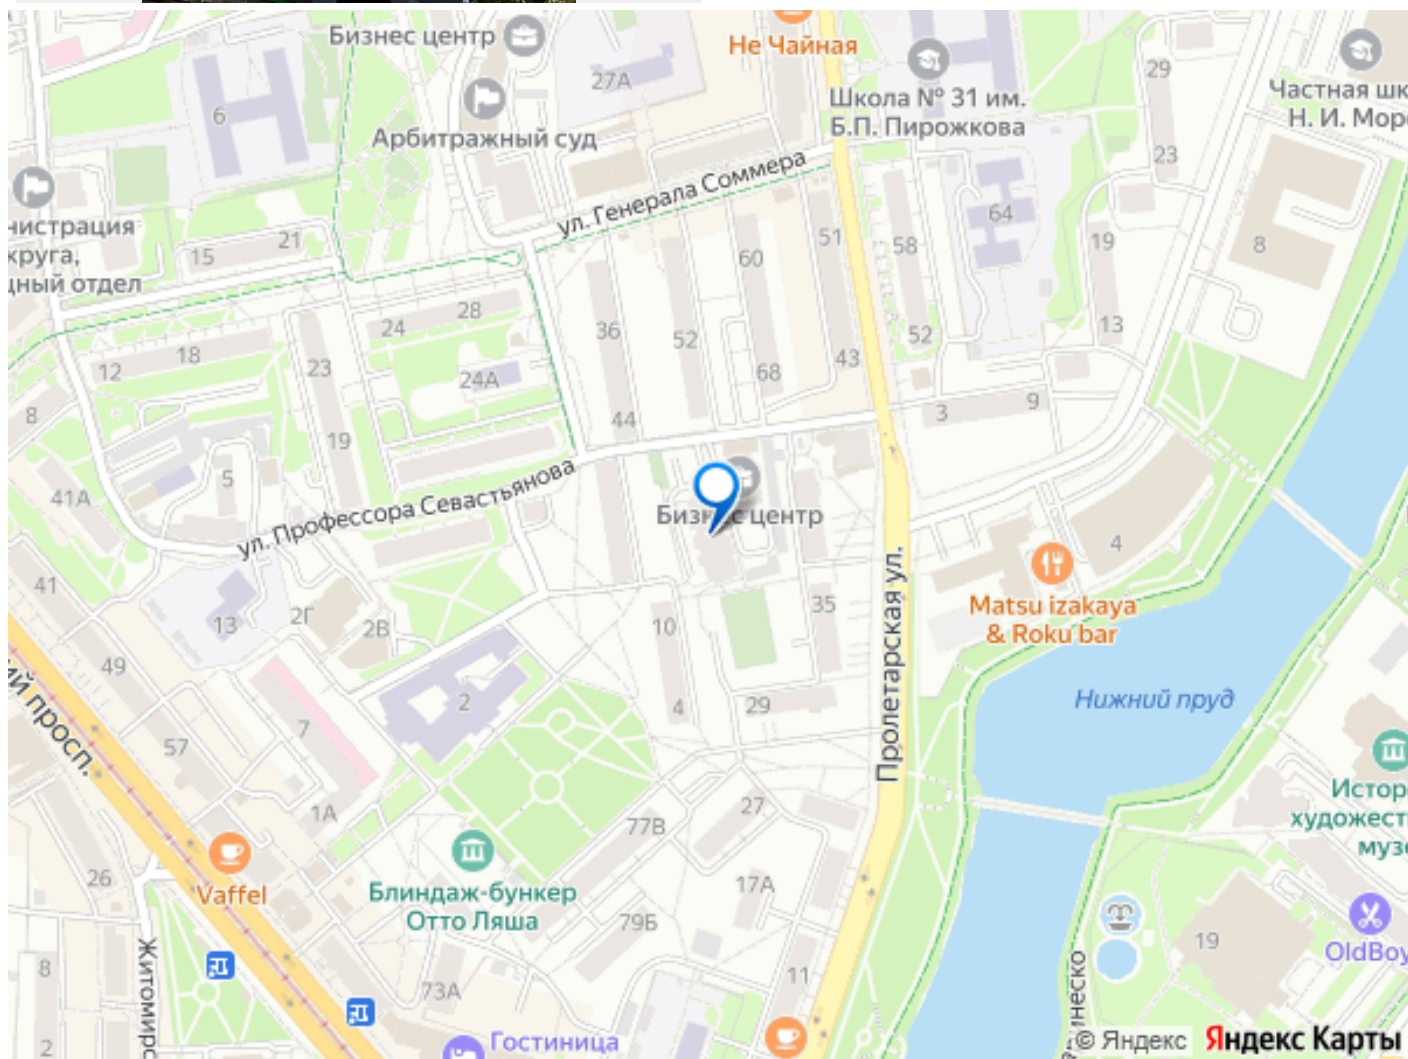 Бизнес центр
Не Чайная
27А
29
Школа № 31 им.
Б.П. Пирожкова
Частная шк
Н. И. Мор
6
Арбитражный суд
23
ул. Генерала Соммера
нистрация
круга,
ный отдел
15
21
64
60
51
58
19
8
28
24
36
52
52
13
18
12
23
24А
68
43
8
44
3
9
19
41А
5
ул. Профессора Севастьянова
Бизнес центр
4
41
13
2Г
2В
10
35
Пролетарская ул.
Matsu izakaya
& Roku bar
49
ий просп.
2
4
29
Нижний пруд
7
57
1А
77В
27
Истор
художест
муз
26
Vaffel
Блиндаж-бункер
Отто Ляша
17А
79Б
19
OldBoy
Житомирс
8
73А
11
инеско
2
Гостиница
© Яндекс Яндекс Карты